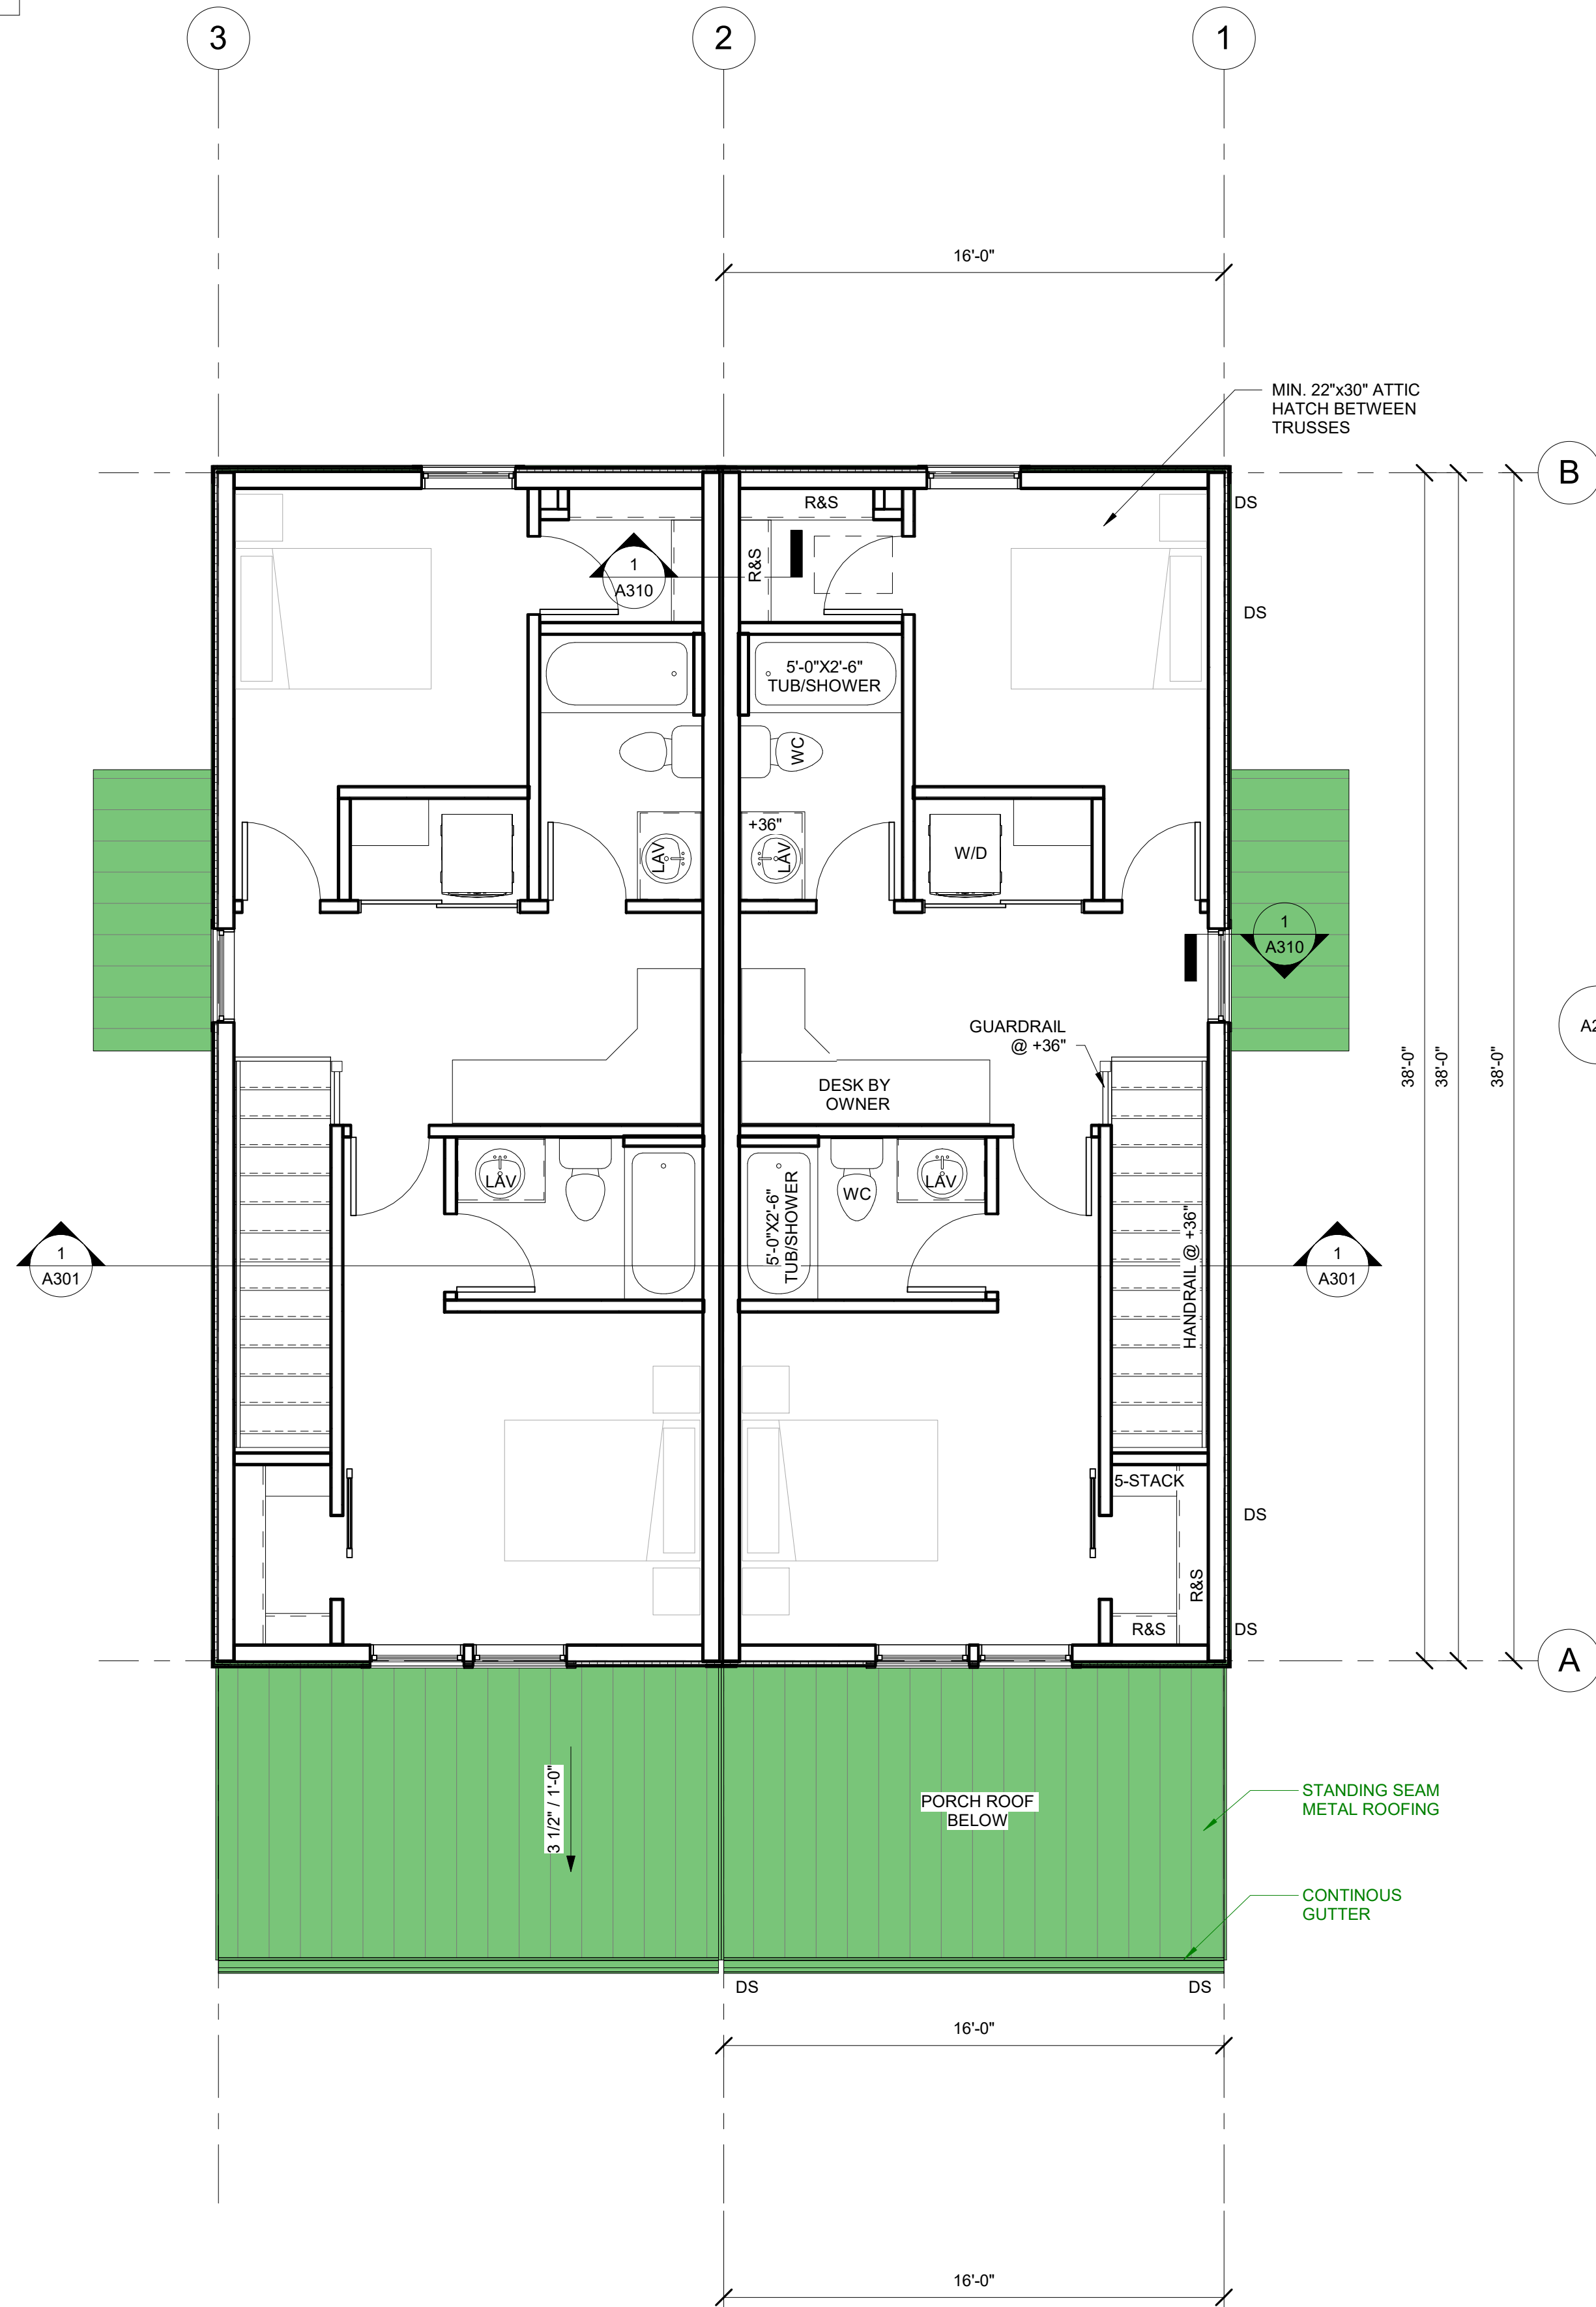 3
2
1
16'-0"
MIN. 22"x30" ATTIC
HATCH BETWEEN
TRUSSES
B
DS
R&S
R&S
1
A310
DS
5'-0"X2'-6"
TUB/SHOWER
WC
+36"
LAV
LAV
W/D
1
A310
GUARDRAIL
@ +36"
A2
38'-0"
38'-0"
38'-0"
DESK BY
OWNER
LAV
5'-0"X2'-6"
TUB/SHOWER
WC
LAV
HANDRAIL @ +36"
1
A301
1
A301
5-STACK
DS
R&S
R&S
DS
A
3 1/2" / 1'-0"
PORCH ROOF
BELOW
STANDING SEAM
METAL ROOFING
CONTINOUS
GUTTER
DS
DS
16'-0"
16'-0"